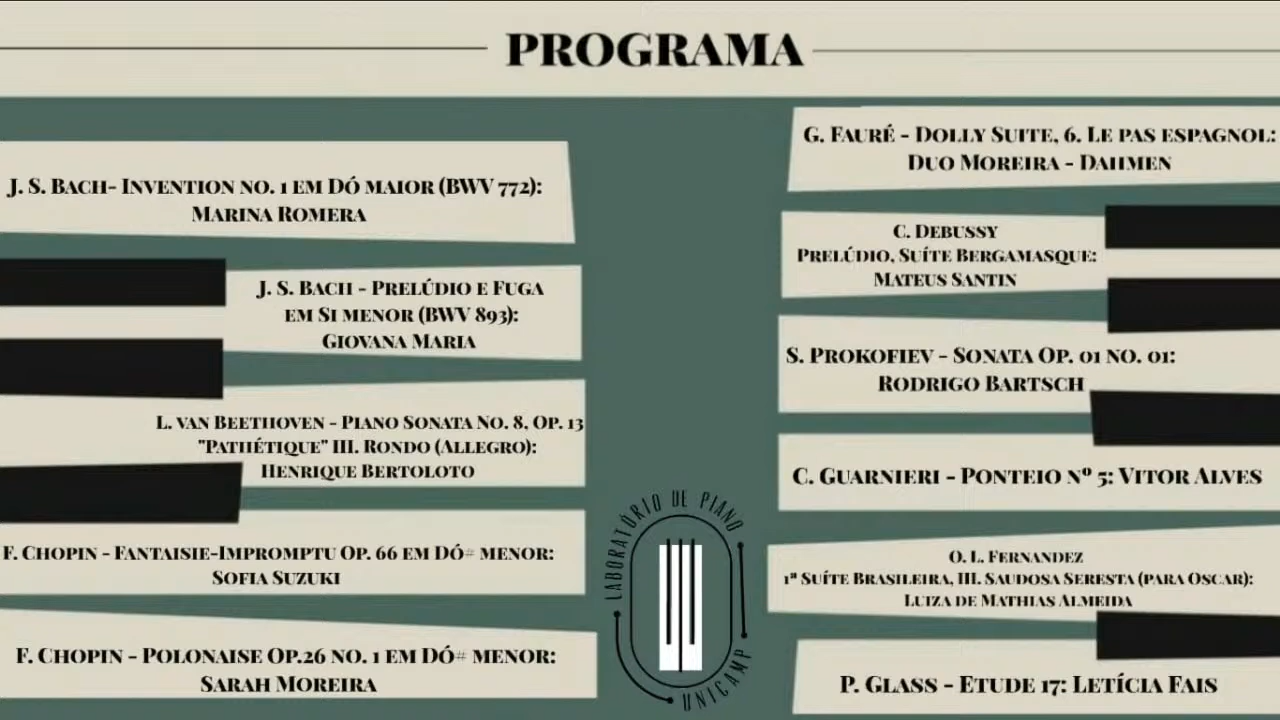 PROGRAMA
J. S. BACH- INVENTION NO. 1 EM DÓ MAIOR (BWV 772):
MARINA ROMERA
J. S. BACH - PRELÚDIO E FUGA
EM SI MENOR (BWV 893):
GIOVANA MARIA
L. VAN BEETHOVEN - PIANO SONATA NO. 8, OP. 13
"PATHÉTIQUE" III. RONDO (ALLEGRO):
HENRIQUE BERTOLOTO
F. CHOPIN - FANTAISIE-IMPROMPTU OP. 66 EM DÓ# MENOR:
SOFIA SUZUKI
F. CHOPIN - POLONAISE OP.26 NO. 1 EM DÓ# MENOR:
SARAH MOREIRA
G. FAURÉ - DOLLY SUITE, 6. LE PAS ESPAGNOL:
DUO MOREIRA - DAHMEN
C. DEBUSSY
PRELÚDIO, SUÍTE BERGAMASQUE:
MATEUS SANTIN
S. PROKOFIEV - SONATA OP. 01 NO. 01:
RODRIGO BARTSCH
C. GUARNIERI - PONTEIO Nº 5: VITOR ALVES
O. L. FERNANDEZ
1ª SUÍTE BRASILEIRA, III. SAUDOSA SERESTA (PARA OSCAR):
LUIZA DE MATHIAS ALMEIDA
P. GLASS - ETUDE 17: LETÍCIA FAIS
LABORATÓRIO DE PIANO
UNICAMP